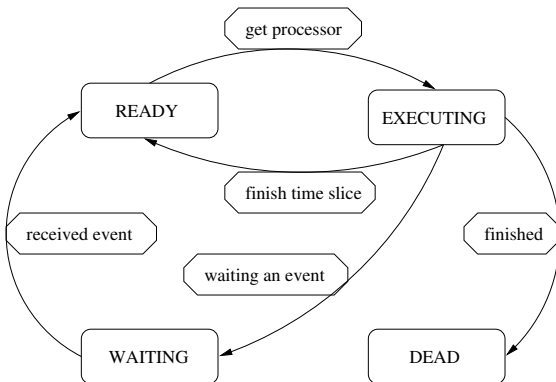 get processor
READY
EXECUTING
finish time slice
received event
finished
waiting an event
WAITING
DEAD